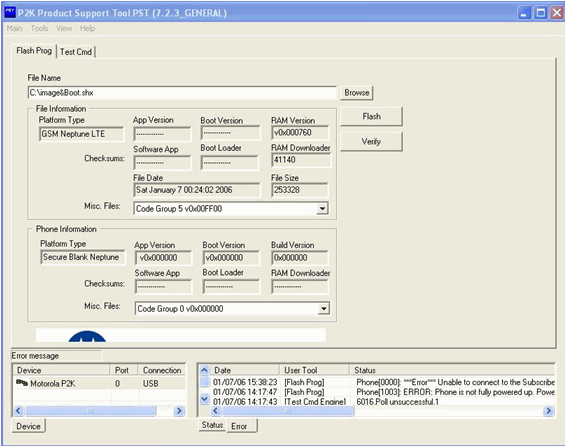 PST P2K Product Support Tool PST (7.2.3_GENERAL)
Main Tools View Help
Flash Prog Test Cmd
File Name
C:\image&Boot.shx Browse
File Information
Platform Type App Version Boot Version RAM Version Flash
GSM Neptune LTE ------------ ------------ v0x000760
Software App Boot Loader RAM Downloader Verify
Checksums: ------------ ------------ 41140
File Date File Size
Sat January 7 00:24:02 2006 253328
Misc. Files: Code Group 5 v0x00FF00
Phone Information
Platform Type App Version Boot Version Build Version
Secure Blank Neptune v0x000000 v0x000000 0x000000
Software App Boot Loader RAM Downloader
Checksums: ------------ ------------ ------------
Misc. Files: Code Group 0 v0x000000
Error message
Device Port Connection Date User Tool Status
Motorola P2K 0 USB 01/07/06 15:38:23 [Flash Prog] Phone[0000]: ***Error*** Unable to connect to the Subscribe
01/07/06 14:17:47 [Flash Prog] Phone[1003]: ERROR: Phone is not fully powered up. Powe
01/07/06 14:17:43 [Test Cmd Engine] 6016.Poll unsuccessful.1
Device Status Error